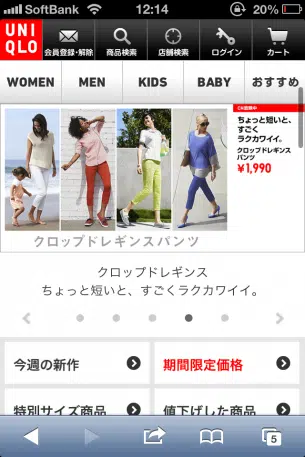 SoftBank 12:14 20%
UNI
QLO
会員登録・解除 商品検索 店舗検索 ログイン カート
WOMEN MEN KIDS BABY おすすめ
CM展開中
ちょっと短いと、
すごく
ラクカワイイ。
クロップドレギンス
パンツ
¥1,990
クロップドレギンスパンツ
クロップドレギンス
ちょっと短いと、すごくラクカワイイ。
今週の新作 期間限定価格
特別サイズ商品 値下げした商品
5